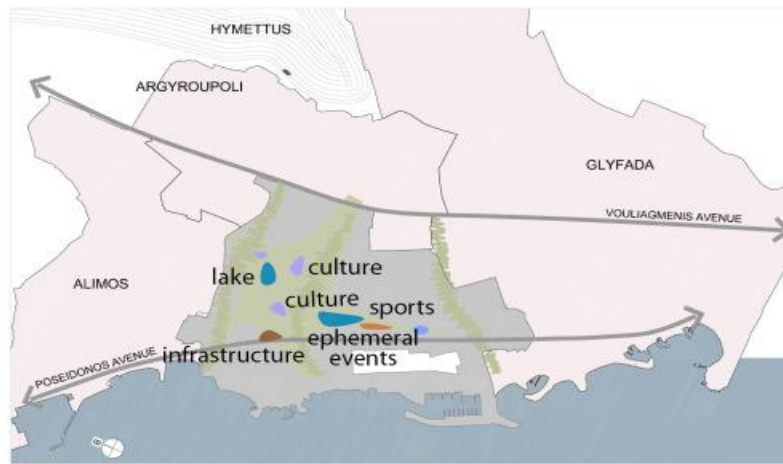 HYMETTUS
ARGYROUPOLI
GLYFADA
VOULIAGMENIS AVENUE
ALIMOS
lake
culture
culture
sports
ephemeral
events
infrastructure
POSEIDONOS AVENUE